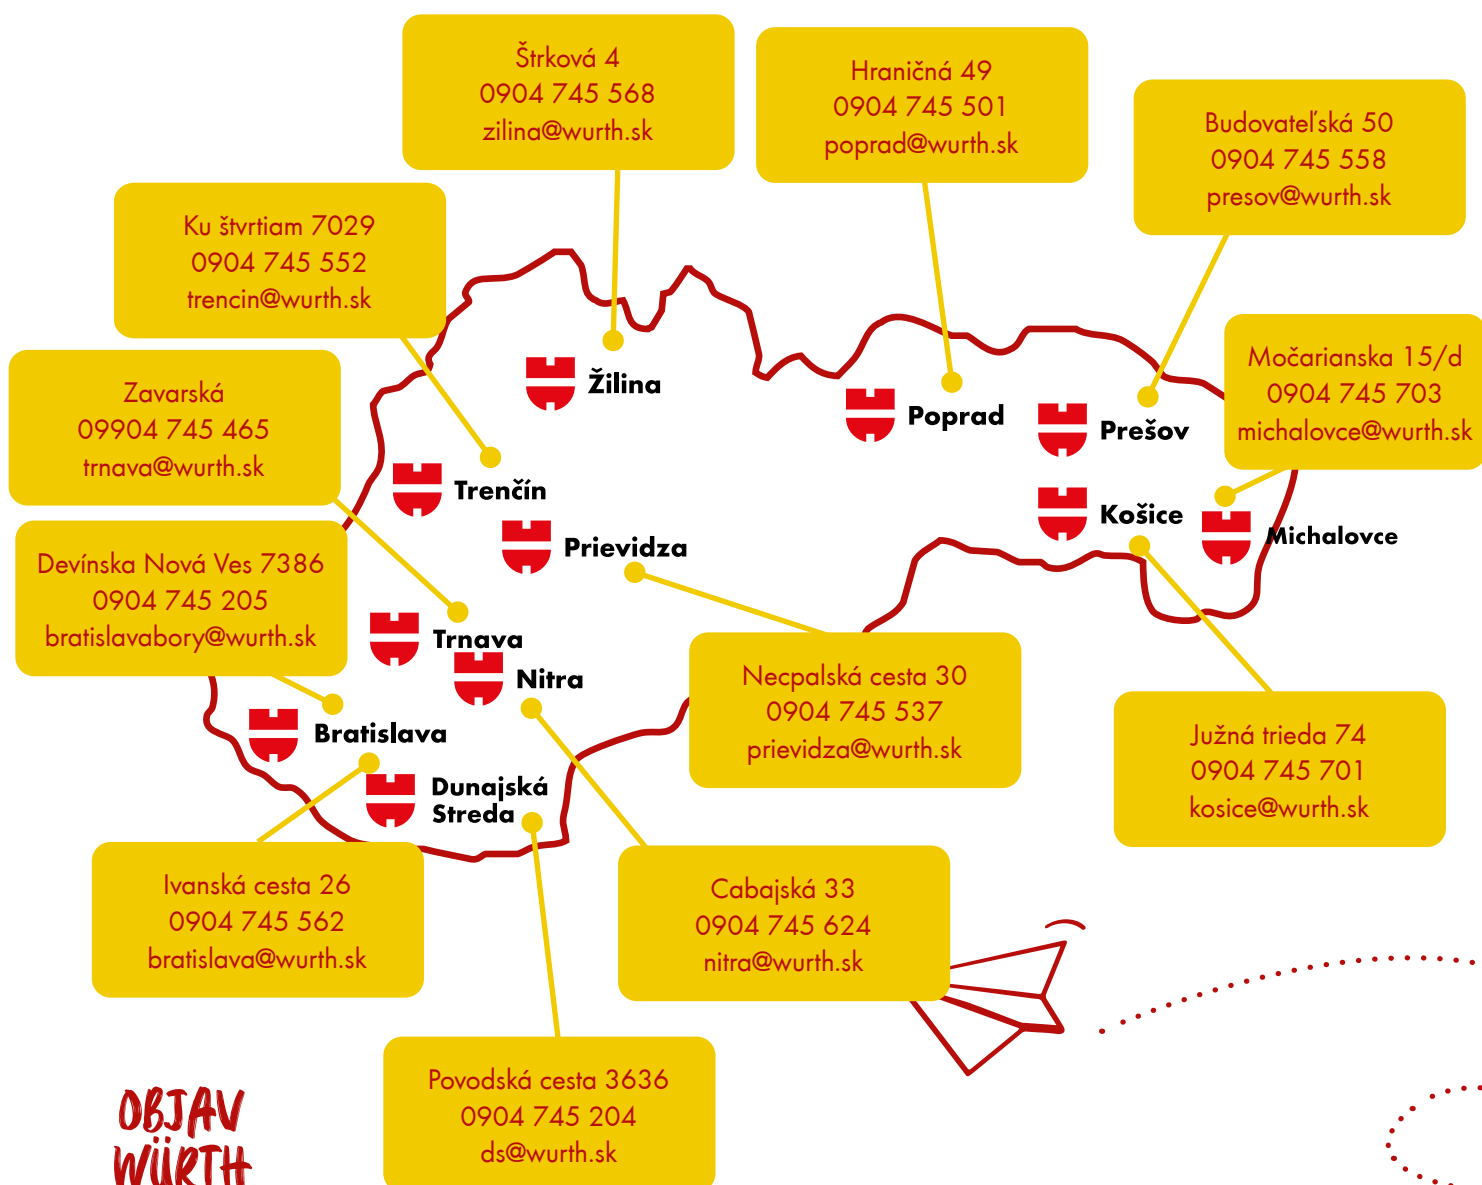 Štrková 4
0904 745 568
zilina@wurth.sk
Hraničná 49
0904 745 501
poprad@wurth.sk
Budovateľská 50
0904 745 558
presov@wurth.sk
Ku štvrtiam 7029
0904 745 552
trencin@wurth.sk
Močarianska 15/d
0904 745 703
michalovce@wurth.sk
Zavarská
09904 745 465
trnava@wurth.sk
Žilina
Poprad
Prešov
Trenčín
Košice
Michalovce
Prievidza
Devínska Nová Ves 7386
0904 745 205
bratislavabory@wurth.sk
Trnava
Nitra
Bratislava
Dunajská
Streda
Necpalská cesta 30
0904 745 537
prievidza@wurth.sk
Južná trieda 74
0904 745 701
kosice@wurth.sk
Ivanská cesta 26
0904 745 562
bratislava@wurth.sk
Cabajská 33
0904 745 624
nitra@wurth.sk
Povodská cesta 3636
0904 745 204
ds@wurth.sk
OBJAV
WÜRTH